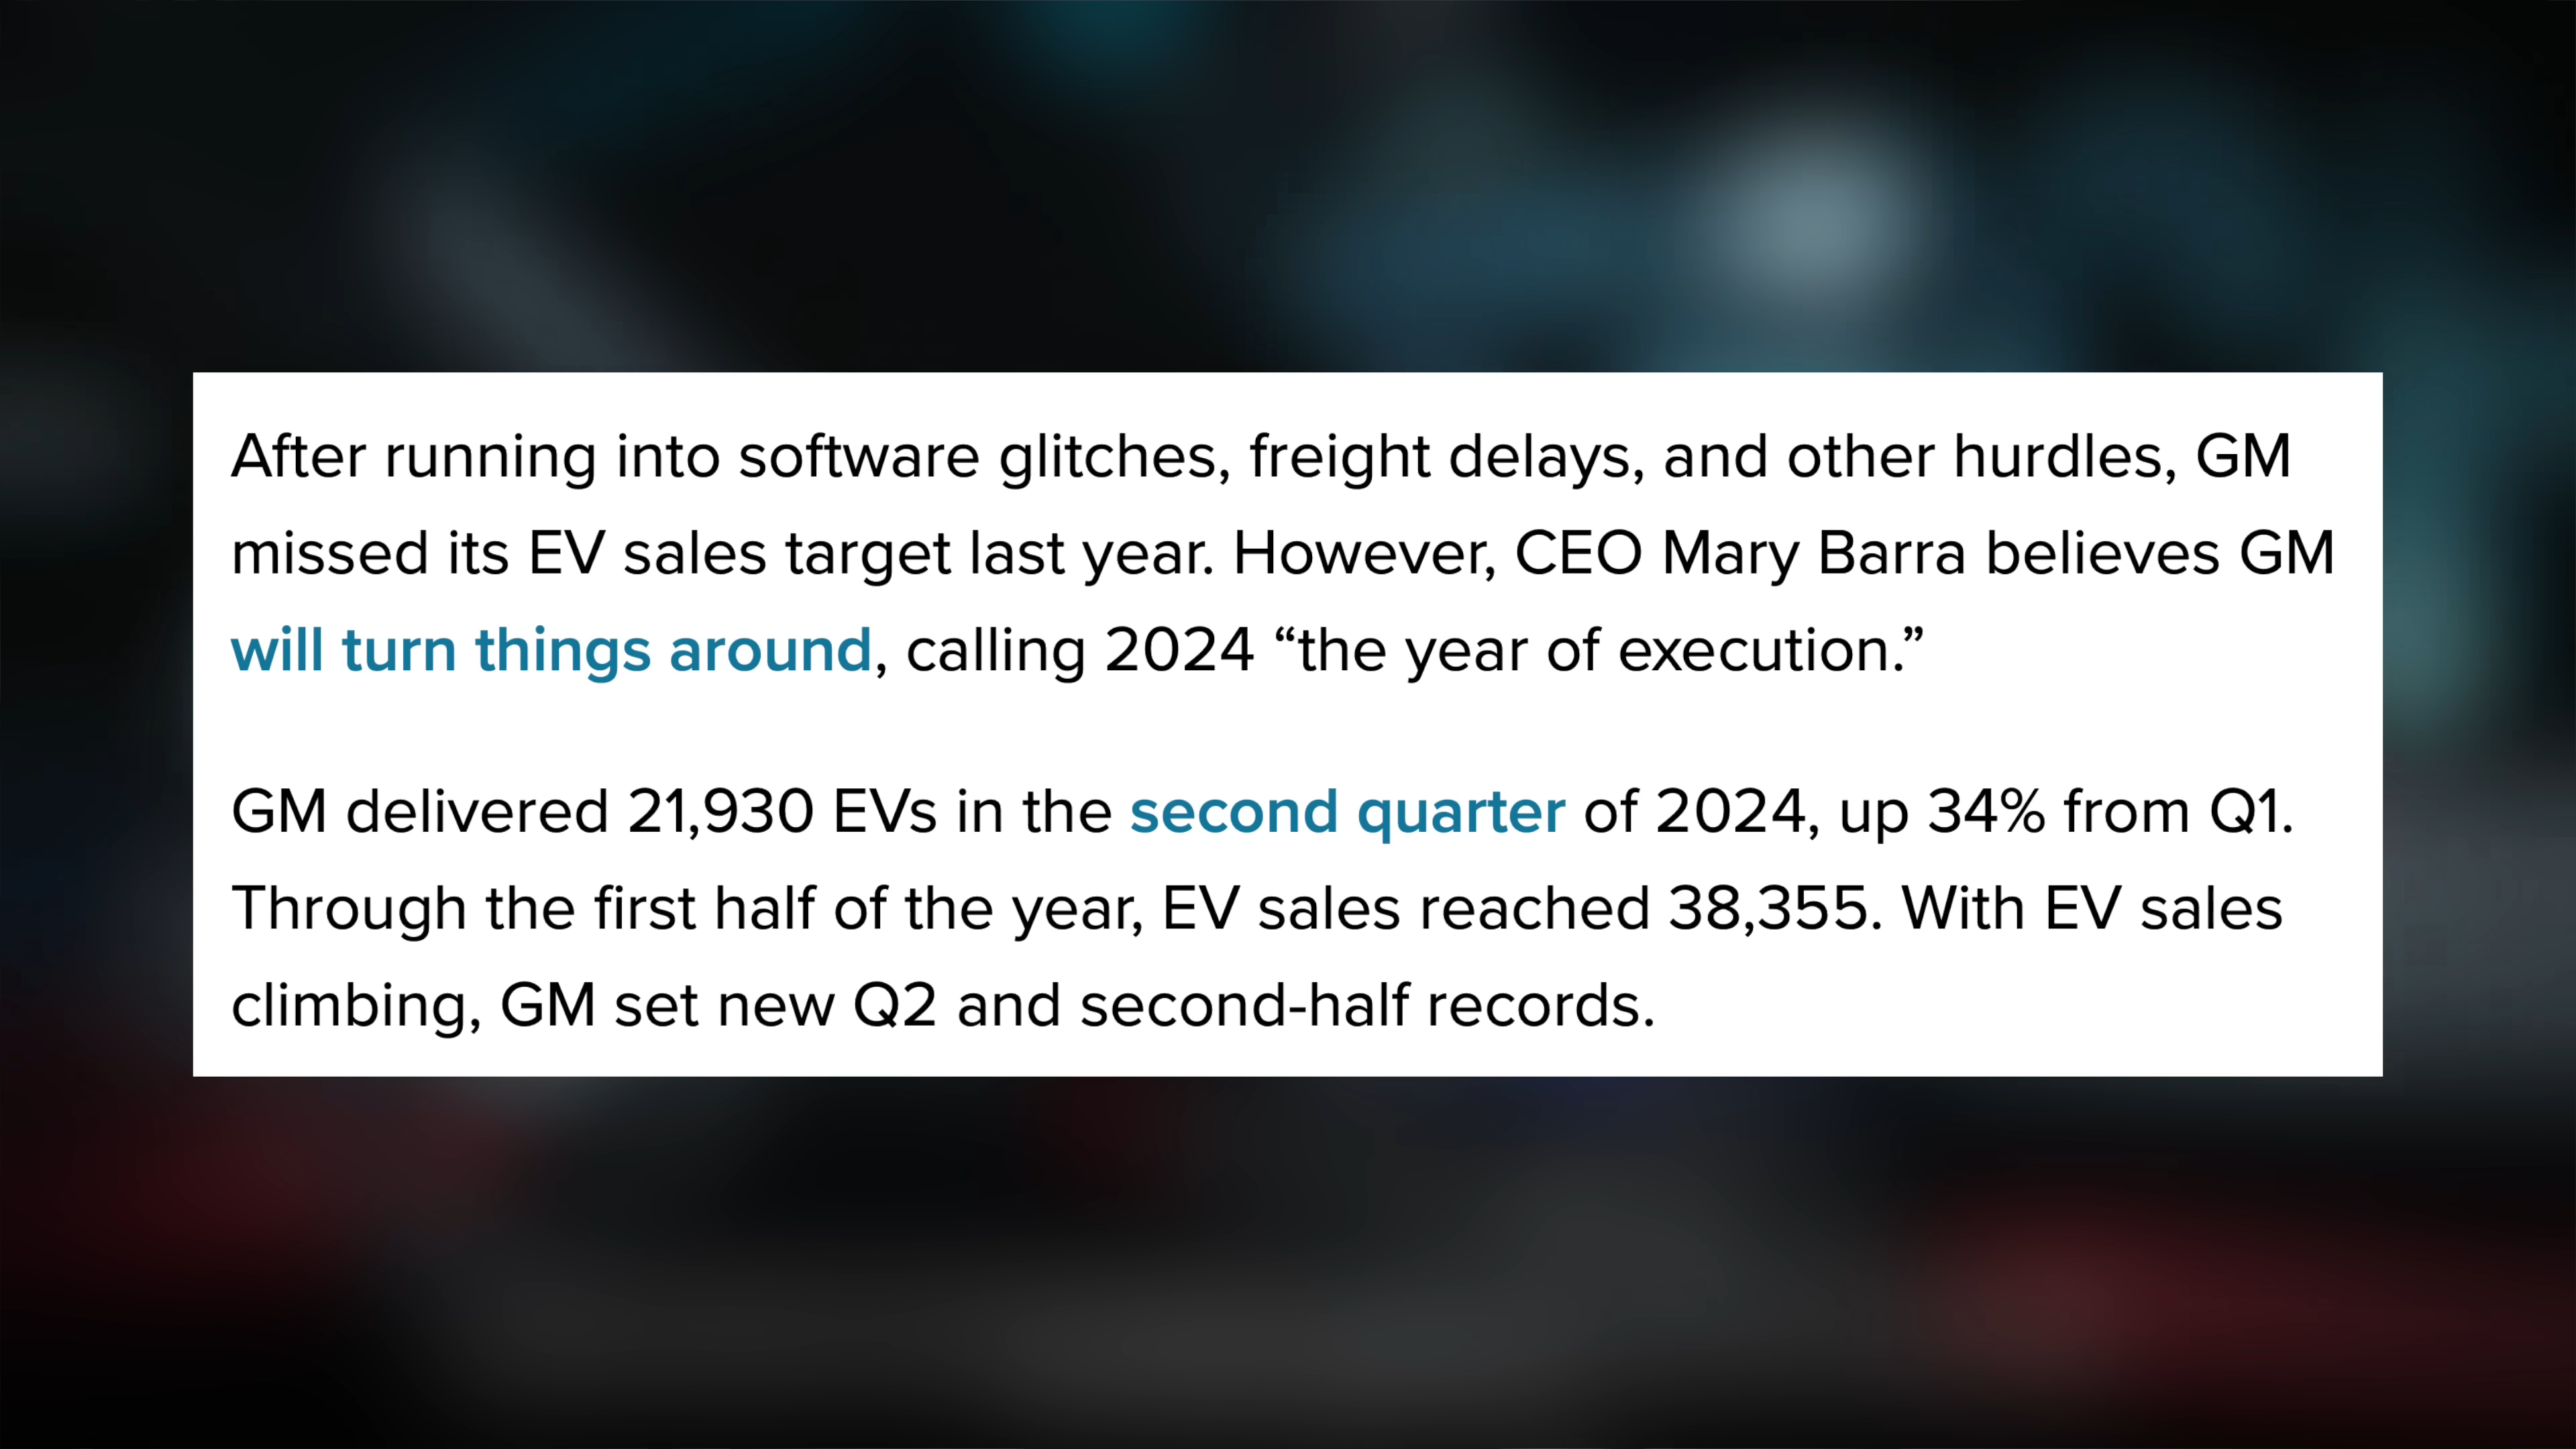 After running into software glitches, freight delays, and other hurdles, GM
missed its EV sales target last year. However, CEO Mary Barra believes GM
will turn things around, calling 2024 “the year of execution.”
GM delivered 21,930 EVs in the second quarter of 2024, up 34% from Q1.
Through the first half of the year, EV sales reached 38,355. With EV sales
climbing, GM set new Q2 and second-half records.